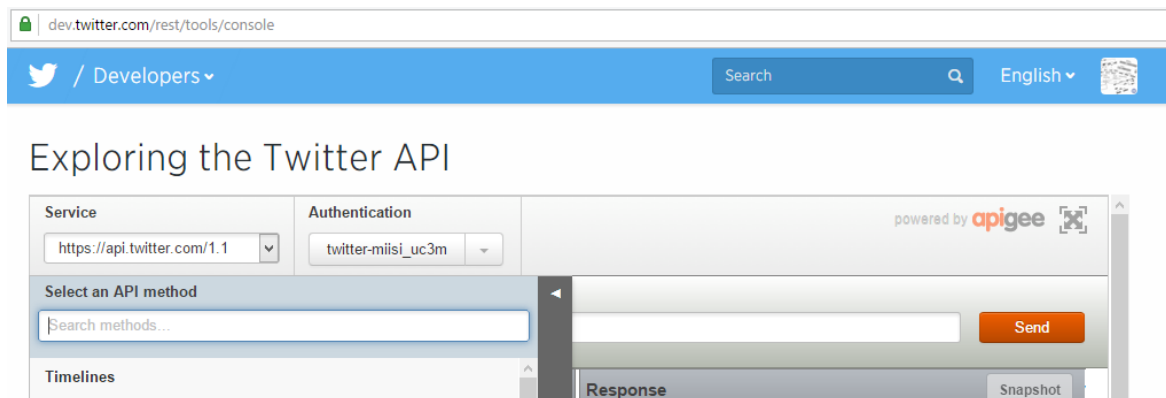 dev.twitter.com/rest/tools/console
/ Developers
Search
English
Exploring the Twitter API
Service
Authentication
powered by apigee
https://api.twitter.com/1.1
twitter-miisi_uc3m
Select an API method
Search methods...
Send
Timelines
Response
Snapshot